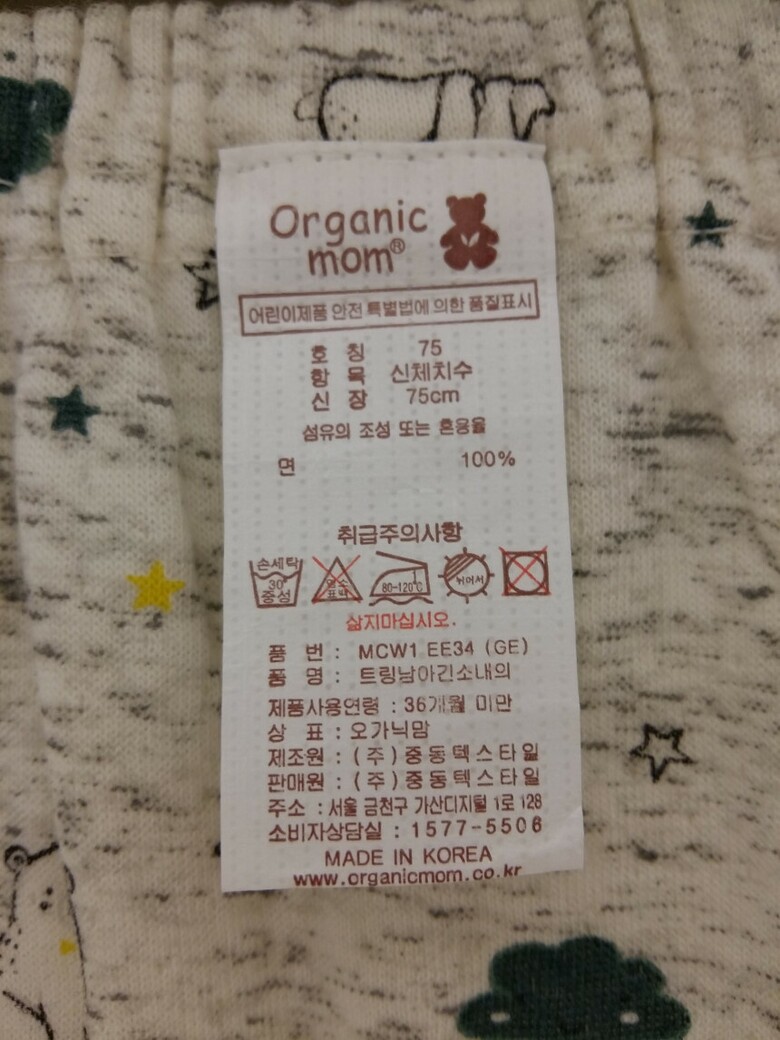 Organic
mom®
어린이제품 안전 특별법에 의한 품질표시
호 칭 75
항 목 신체치수
신 장 75cm
섬유의 조성 또는 혼용율
면 100%
취급주의사항
손세탁
30°
중성
염소
표백
80-120℃
뉘어서
삶지마십시오.
품 번 : MCW1 EE34 (GE)
품 명 : 트링남아긴소내의
제품사용연령 : 36개월 미만
상 표 : 오가닉맘
제조원 : (주) 중동텍스타일
판매원 : (주) 중동텍스타일
주소 : 서울 금천구 가산디지털 1로 128
소비자상담실 : 1577-5506
MADE IN KOREA
www.organicmom.co.kr